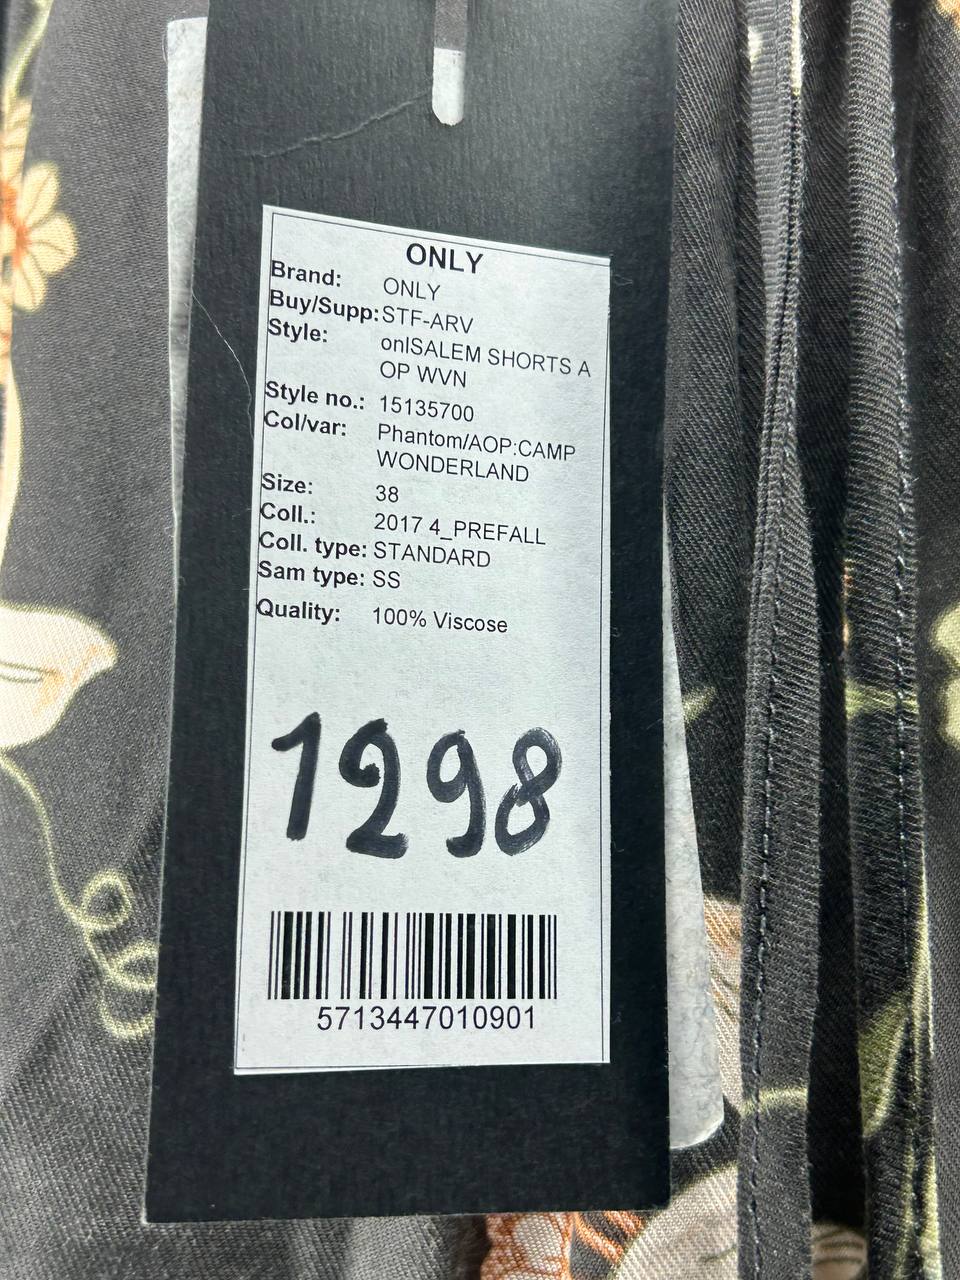 ONLY
Brand: ONLY
Buy/Supp: STF-ARV
Style: onlSALEM SHORTS A
OP WVN
Style no.: 15135700
Col/var: Phantom/AOP:CAMP
WONDERLAND
Size: 38
Coll.: 2017 4_PREFALL
Coll. type: STANDARD
Sam type: SS
Quality: 100% Viscose
1298
5713447010901